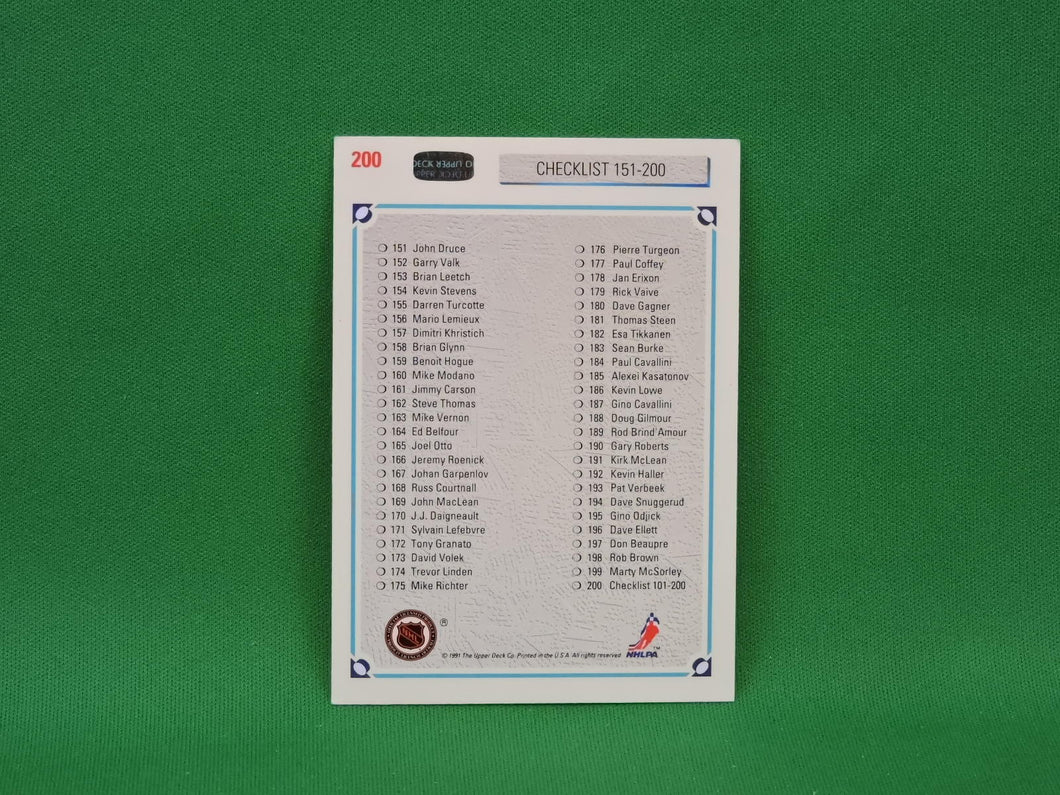 200
DECK UPPER D
PPER DECK U
CHECKLIST 151-200
151 John Druce
152 Garry Valk
153 Brian Leetch
154 Kevin Stevens
155 Darren Turcotte
156 Mario Lemieux
157 Dimitri Khristich
158 Brian Glynn
159 Benoit Hogue
160 Mike Modano
161 Jimmy Carson
162 Steve Thomas
163 Mike Vernon
164 Ed Belfour
165 Joel Otto
166 Jeremy Roenick
167 Johan Garpenlov
168 Russ Courtnall
169 John MacLean
170 J.J. Daigneault
171 Sylvain Lefebvre
172 Tony Granato
173 David Volek
174 Trevor Linden
175 Mike Richter
176 Pierre Turgeon
177 Paul Coffey
178 Jan Erixon
179 Rick Vaive
180 Dave Gagner
181 Thomas Steen
182 Esa Tikkanen
183 Sean Burke
184 Paul Cavallini
185 Alexei Kasatonov
186 Kevin Lowe
187 Gino Cavallini
188 Doug Gilmour
189 Rod Brind'Amour
190 Gary Roberts
191 Kirk McLean
192 Kevin Haller
193 Pat Verbeek
194 Dave Snuggerud
195 Gino Odjick
196 Dave Ellett
197 Don Beaupre
198 Rob Brown
199 Marty McSorley
200 Checklist 101-200
NHL ®
© 1991 The Upper Deck Co. Printed in the U.S.A. All rights reserved.
NHLPA ™